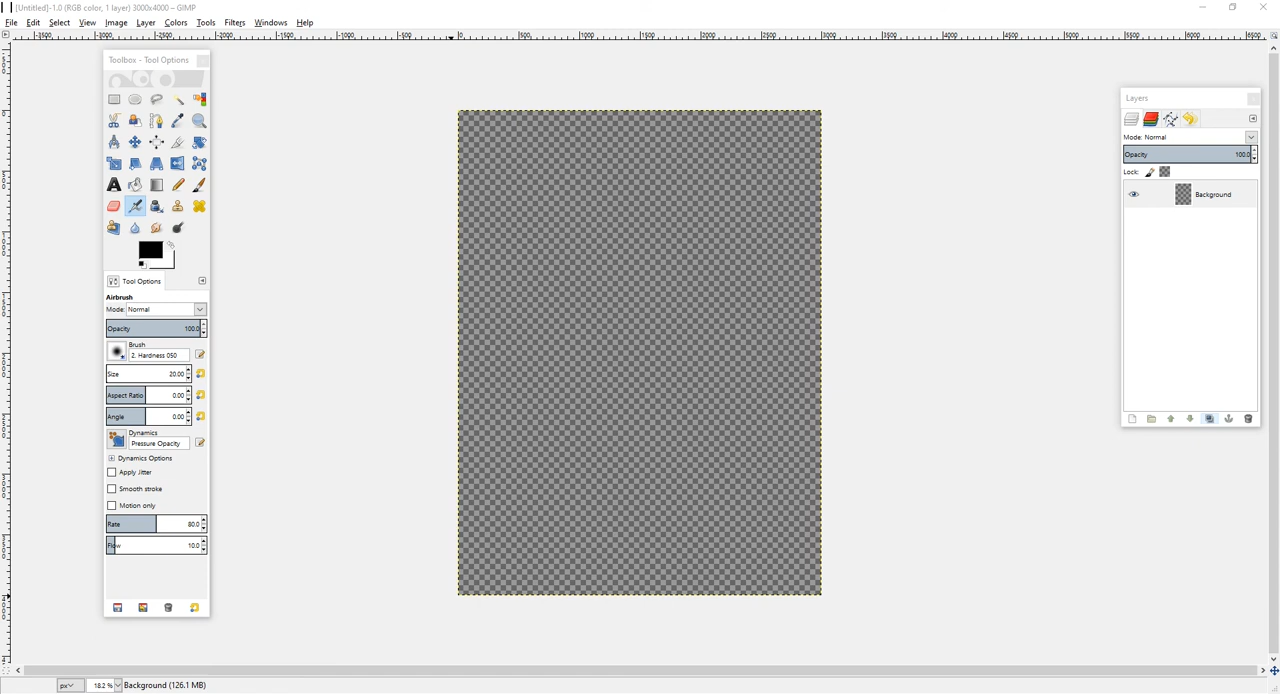 [Untitled]-1.0 (RGB color, 1 layer) 3000x4000 – GIMP
File Edit Select View Image Layer Colors Tools Filters Windows Help
Toolbox - Tool Options
Tool Options
Airbrush
Mode: Normal
Opacity 100.0
Brush
2. Hardness 050
Size 20.00
Aspect Ratio 0.00
Angle 0.00
Dynamics
Pressure Opacity
Dynamics Options
Apply Jitter
Smooth stroke
Motion only
Rate 80.0
Flow 10.0
Layers
Mode: Normal
Opacity 100.0
Lock:
Background
px 18.2 % Background (126.1 MB)